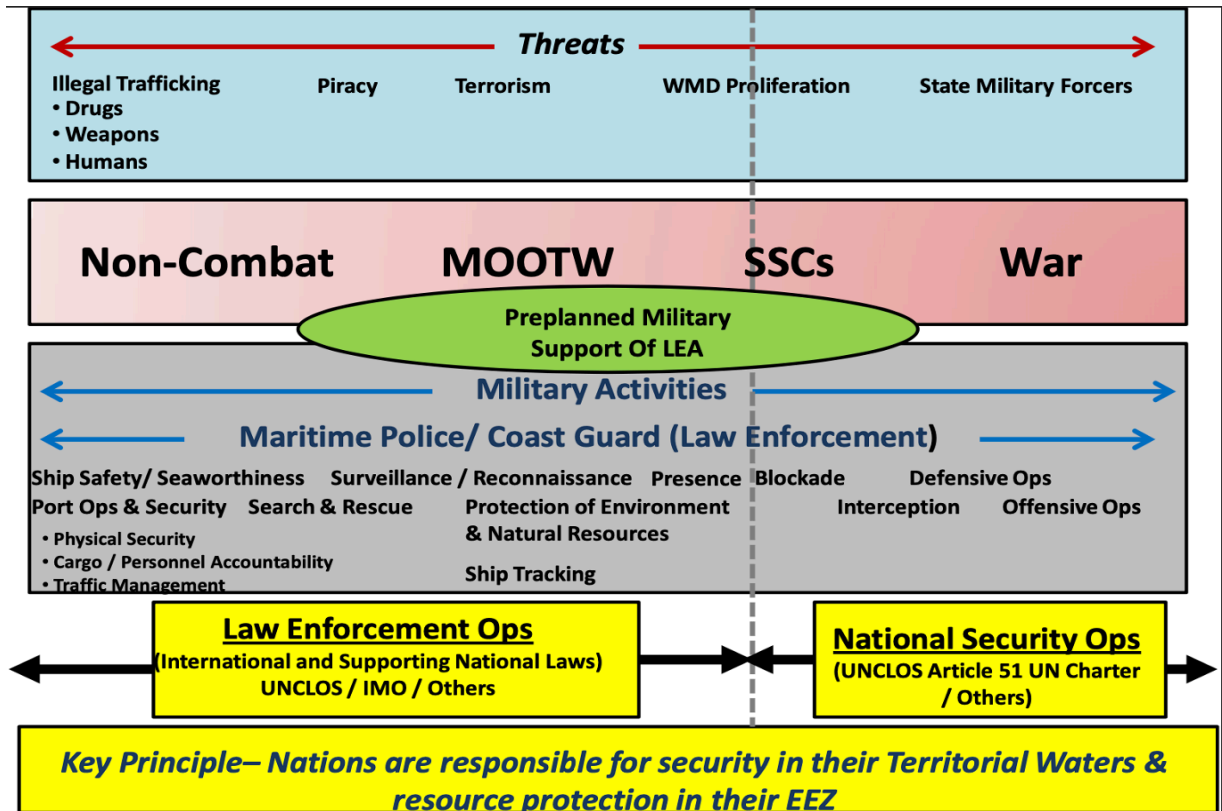 Threats
Illegal Trafficking
• Drugs
• Weapons
• Humans
Piracy
Terrorism
WMD Proliferation
State Military Forcers
Non-Combat
MOOTW
SSCs
War
Preplanned Military
Support Of LEA
Military Activities
Maritime Police/ Coast Guard (Law Enforcement)
Ship Safety/ Seaworthiness
Surveillance / Reconnaissance
Presence
Blockade
Defensive Ops
Port Ops & Security
Search & Rescue
Protection of Environment
& Natural Resources
Interception
Offensive Ops
• Physical Security
• Cargo / Personnel Accountability
• Traffic Management
Ship Tracking
Law Enforcement Ops
(International and Supporting National Laws)
UNCLOS / IMO / Others
National Security Ops
(UNCLOS Article 51 UN Charter
/ Others)
Key Principle– Nations are responsible for security in their Territorial Waters &
resource protection in their EEZ